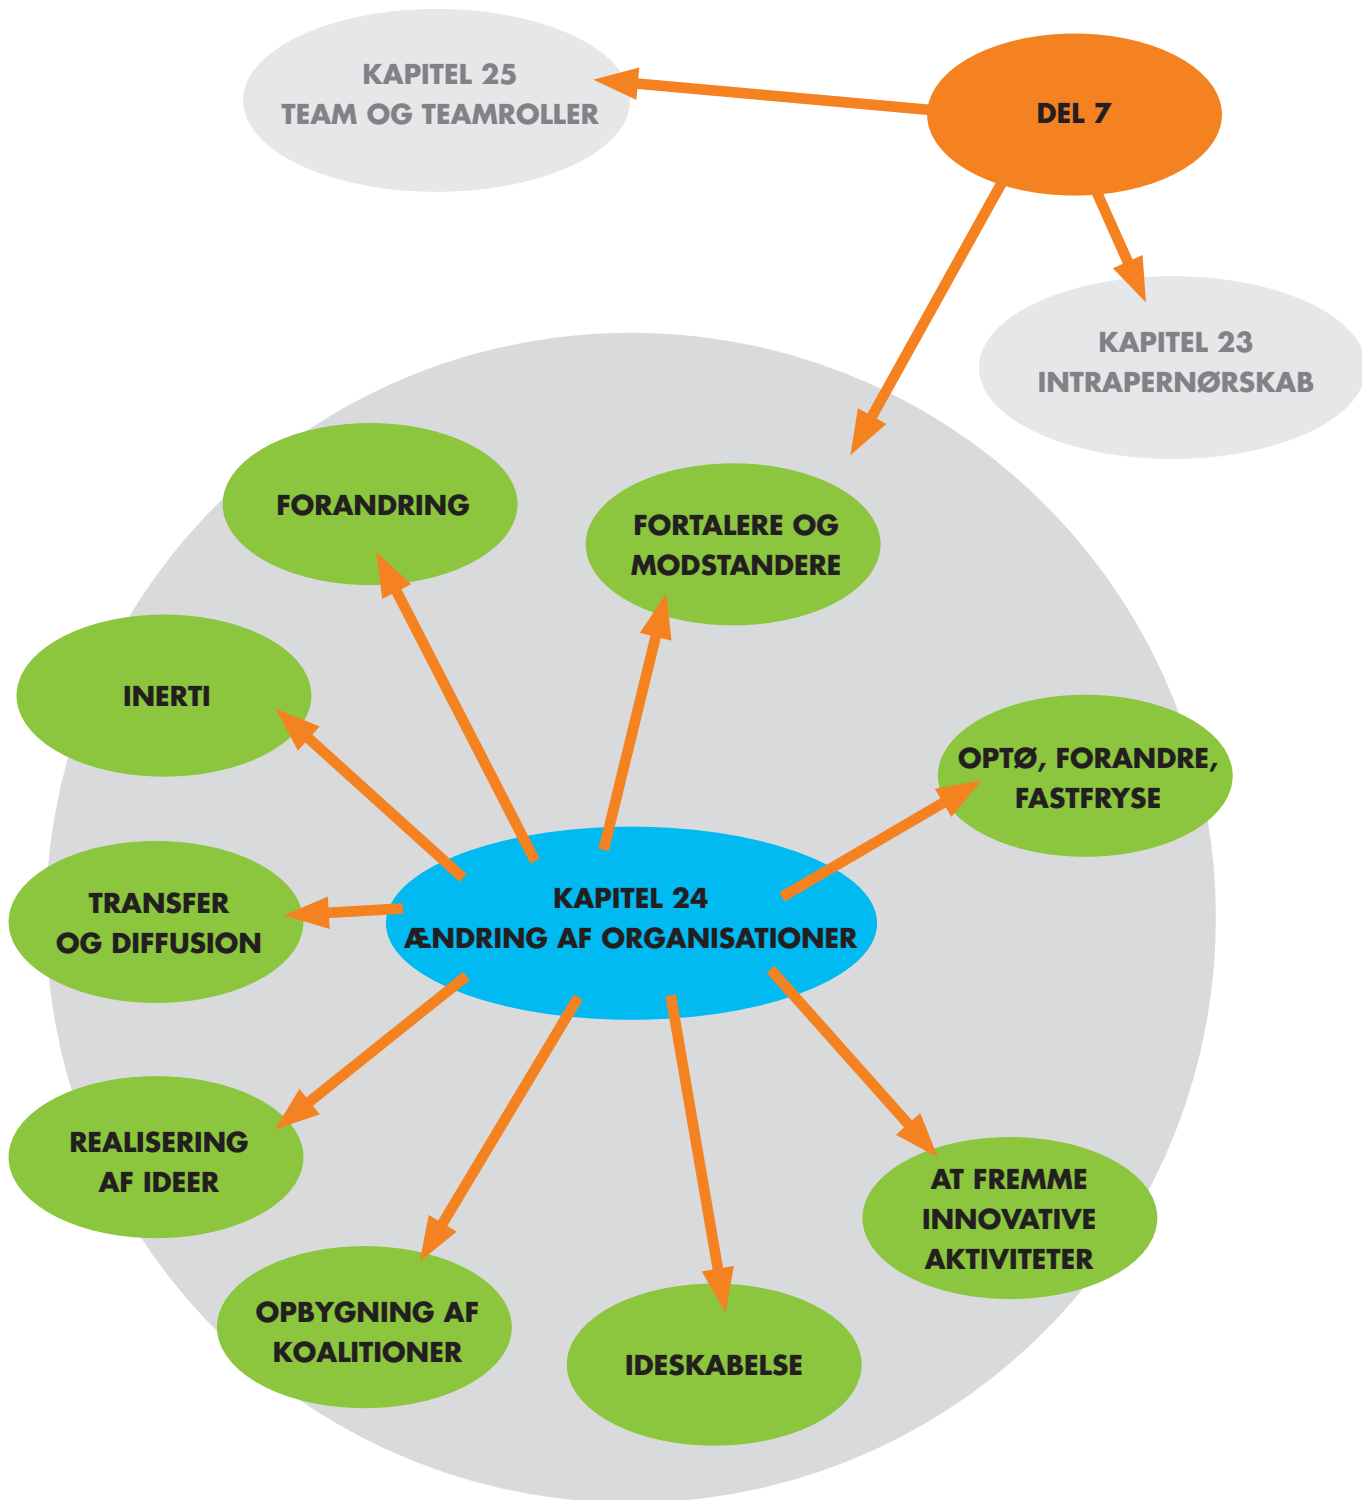 KAPITEL 25
TEAM OG TEAMROLLER
DEL 7
KAPITEL 23
INTRAPERNØRSKAB
FORANDRING
FORTALERE OG
MODSTANDERE
INERTI
OPTØ, FORANDRE,
FASTFRYSE
TRANSFER
OG DIFFUSION
KAPITEL 24
ÆNDRING AF ORGANISATIONER
REALISERING
AF IDEER
AT FREMME
INNOVATIVE
AKTIVITETER
OPBYGNING AF
KOALITIONER
IDESKABELSE